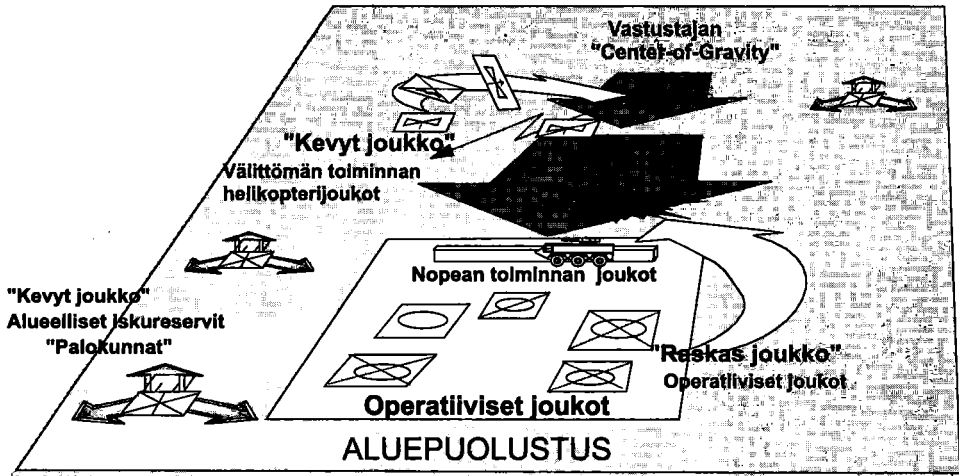 Vastustajan
"Center-of-Gravity"
"Kevyt joukko"
Välittömän toiminnan
helikopterijoukot
Nopean toiminnan joukot
"Kevyt joukko"
Alueelliset iskureservit
"Palokunnat"
"Raskas joukko"
Operatiiviset joukot
Operatiiviset joukot
ALUEPUOLUSTUS